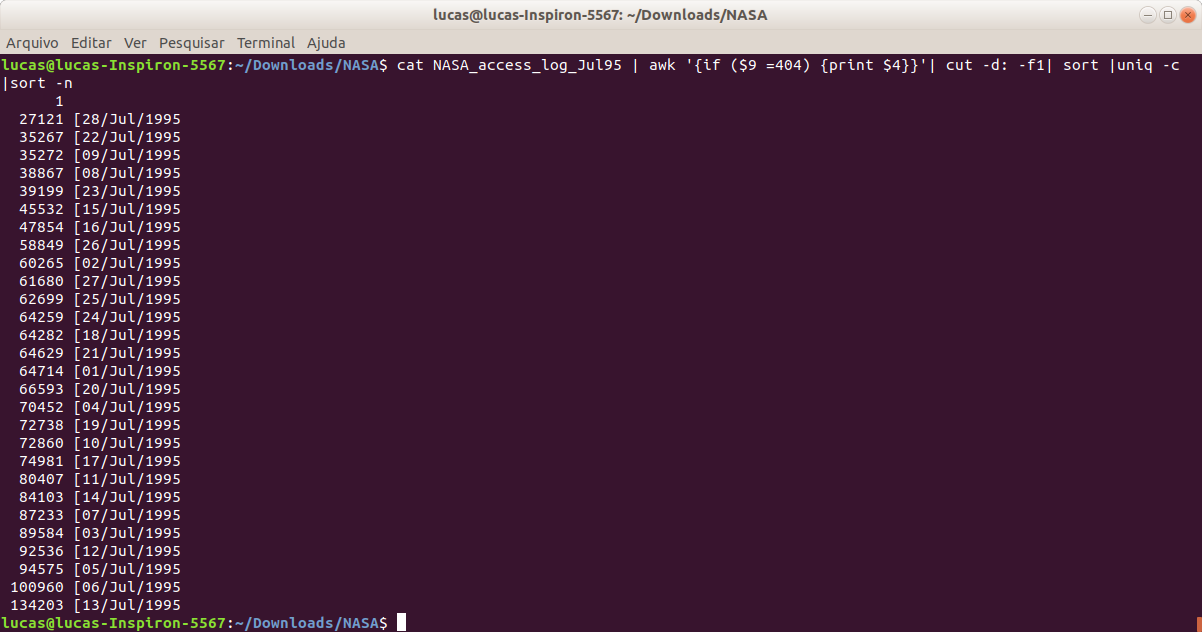 lucas@lucas-Inspiron-5567: ~/Downloads/NASA
Arquivo Editar Ver Pesquisar Terminal Ajuda
lucas@lucas-Inspiron-5567:~/Downloads/NASA$ cat NASA_access_log_Jul95 | awk '{if ($9 =404) {print $4}}'| cut -d: -f1| sort |uniq -c
|sort -n
1
27121 [28/Jul/1995
35267 [22/Jul/1995
35272 [09/Jul/1995
38867 [08/Jul/1995
39199 [23/Jul/1995
45532 [15/Jul/1995
47854 [16/Jul/1995
58849 [26/Jul/1995
60265 [02/Jul/1995
61680 [27/Jul/1995
62699 [25/Jul/1995
64259 [24/Jul/1995
64282 [18/Jul/1995
64629 [21/Jul/1995
64714 [01/Jul/1995
66593 [20/Jul/1995
70452 [04/Jul/1995
72738 [19/Jul/1995
72860 [10/Jul/1995
74981 [17/Jul/1995
80407 [11/Jul/1995
84103 [14/Jul/1995
87233 [07/Jul/1995
89584 [03/Jul/1995
92536 [12/Jul/1995
94575 [05/Jul/1995
100960 [06/Jul/1995
134203 [13/Jul/1995
lucas@lucas-Inspiron-5567:~/Downloads/NASA$